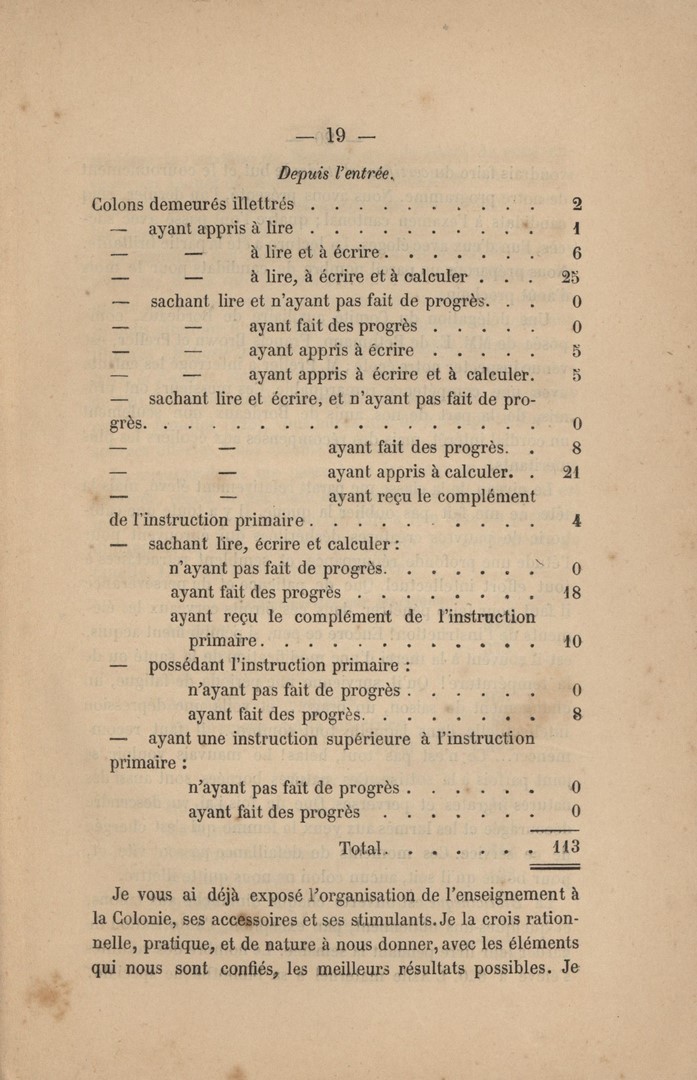 — 19 —
Depuis l'entrée.
Colons demeurés illettrés . . . . . . . . . . 2
— ayant appris à lire . . . . . . . . . . 1
— — à lire et à écrire . . . . . . . 6
— — à lire, à écrire et à calculer . . . 25
— sachant lire et n'ayant pas fait de progrès. . . 0
— — ayant fait des progrès . . . . . 0
— — ayant appris à écrire . . . . . 5
— — ayant appris à écrire et à calculer. 5
— sachant lire et écrire, et n'ayant pas fait de pro-
grès. . . . . . . . . . . . . . . . . 0
— — ayant fait des progrès. . 8
— — ayant appris à calculer. . 21
— — ayant reçu le complément
de l'instruction primaire . . . . . . . . . . 4
— sachant lire, écrire et calculer :
n'ayant pas fait de progrès. . . . . . . 0
ayant fait des progrès . . . . . . . . 18
ayant reçu le complément de l'instruction
primaire. . . . . . . . . . . . 10
— possédant l'instruction primaire :
n'ayant pas fait de progrès . . . . . . 0
ayant fait des progrès. . . . . . . . 8
— ayant une instruction supérieure à l'instruction
primaire :
n'ayant pas fait de progrès . . . . . . 0
ayant fait des progrès . . . . . . . 0
Total. . . . . . . 113
Je vous ai déjà exposé l'organisation de l'enseignement à
la Colonie, ses accessoires et ses stimulants. Je la crois ration-
nelle, pratique, et de nature à nous donner, avec les éléments
qui nous sont confiés, les meilleurs résultats possibles. Je